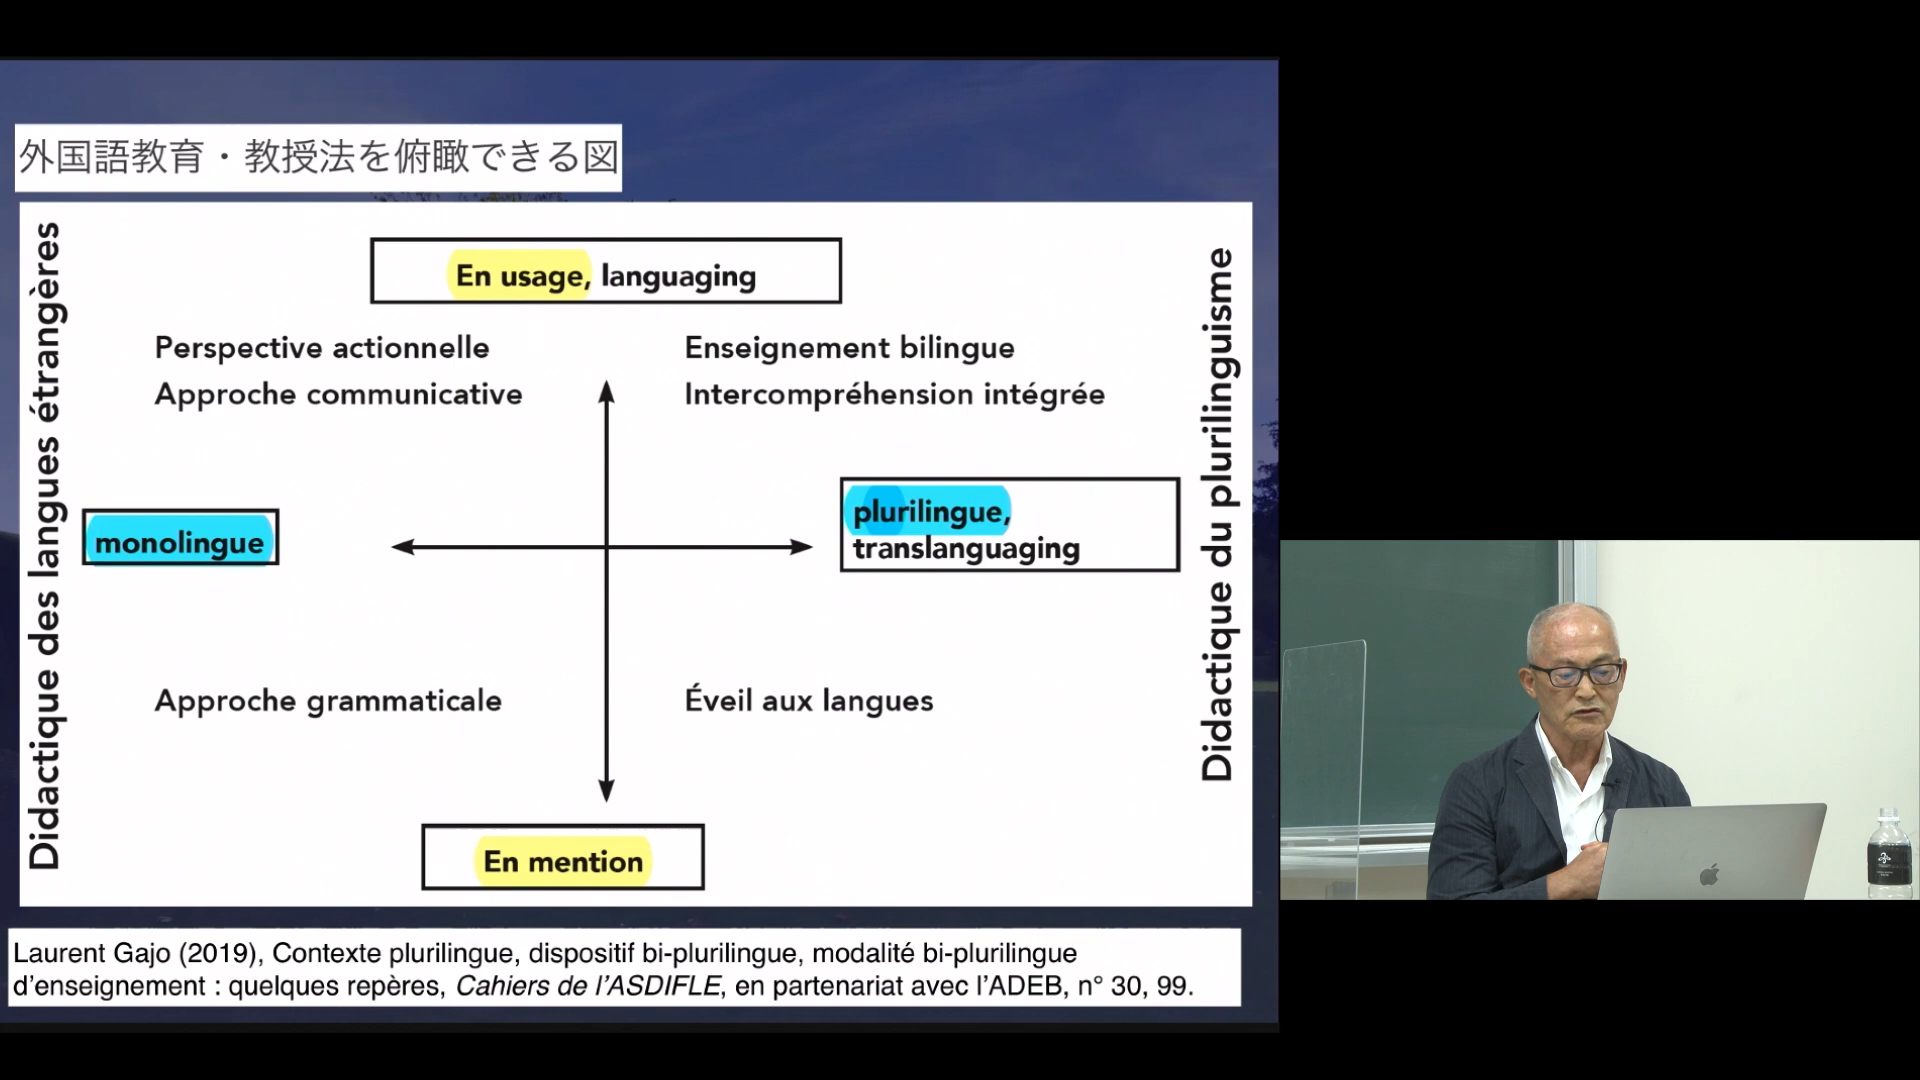 外国語教育・教授法を俯瞰できる図
Didactique des langues étrangères
En usage, languaging
Perspective actionnelle
Approche communicative
Enseignement bilingue
Intercompréhension intégrée
monolingue
plurilingue,
translanguaging
Approche grammaticale
Éveil aux langues
En mention
Didactique du plurilinguisme
Laurent Gajo (2019), Contexte plurilingue, dispositif bi-plurilingue, modalité bi-plurilingue
d’enseignement : quelques repères, Cahiers de l’ASDIFLE, en partenariat avec l’ADEB, n° 30, 99.